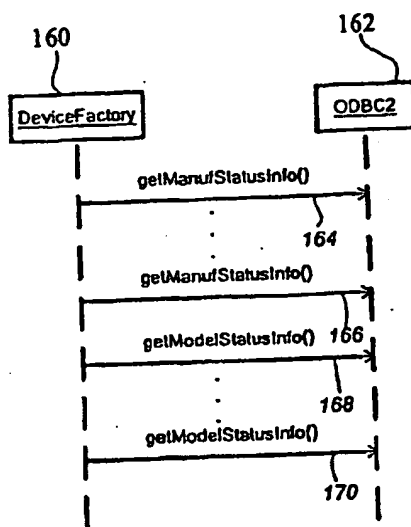 160
162
DeviceFactory
ODBC2
getManufStatusInfo()
164
getManufStatusInfo()
166
getModelStatusInfo()
168
getModelStatusInfo()
170